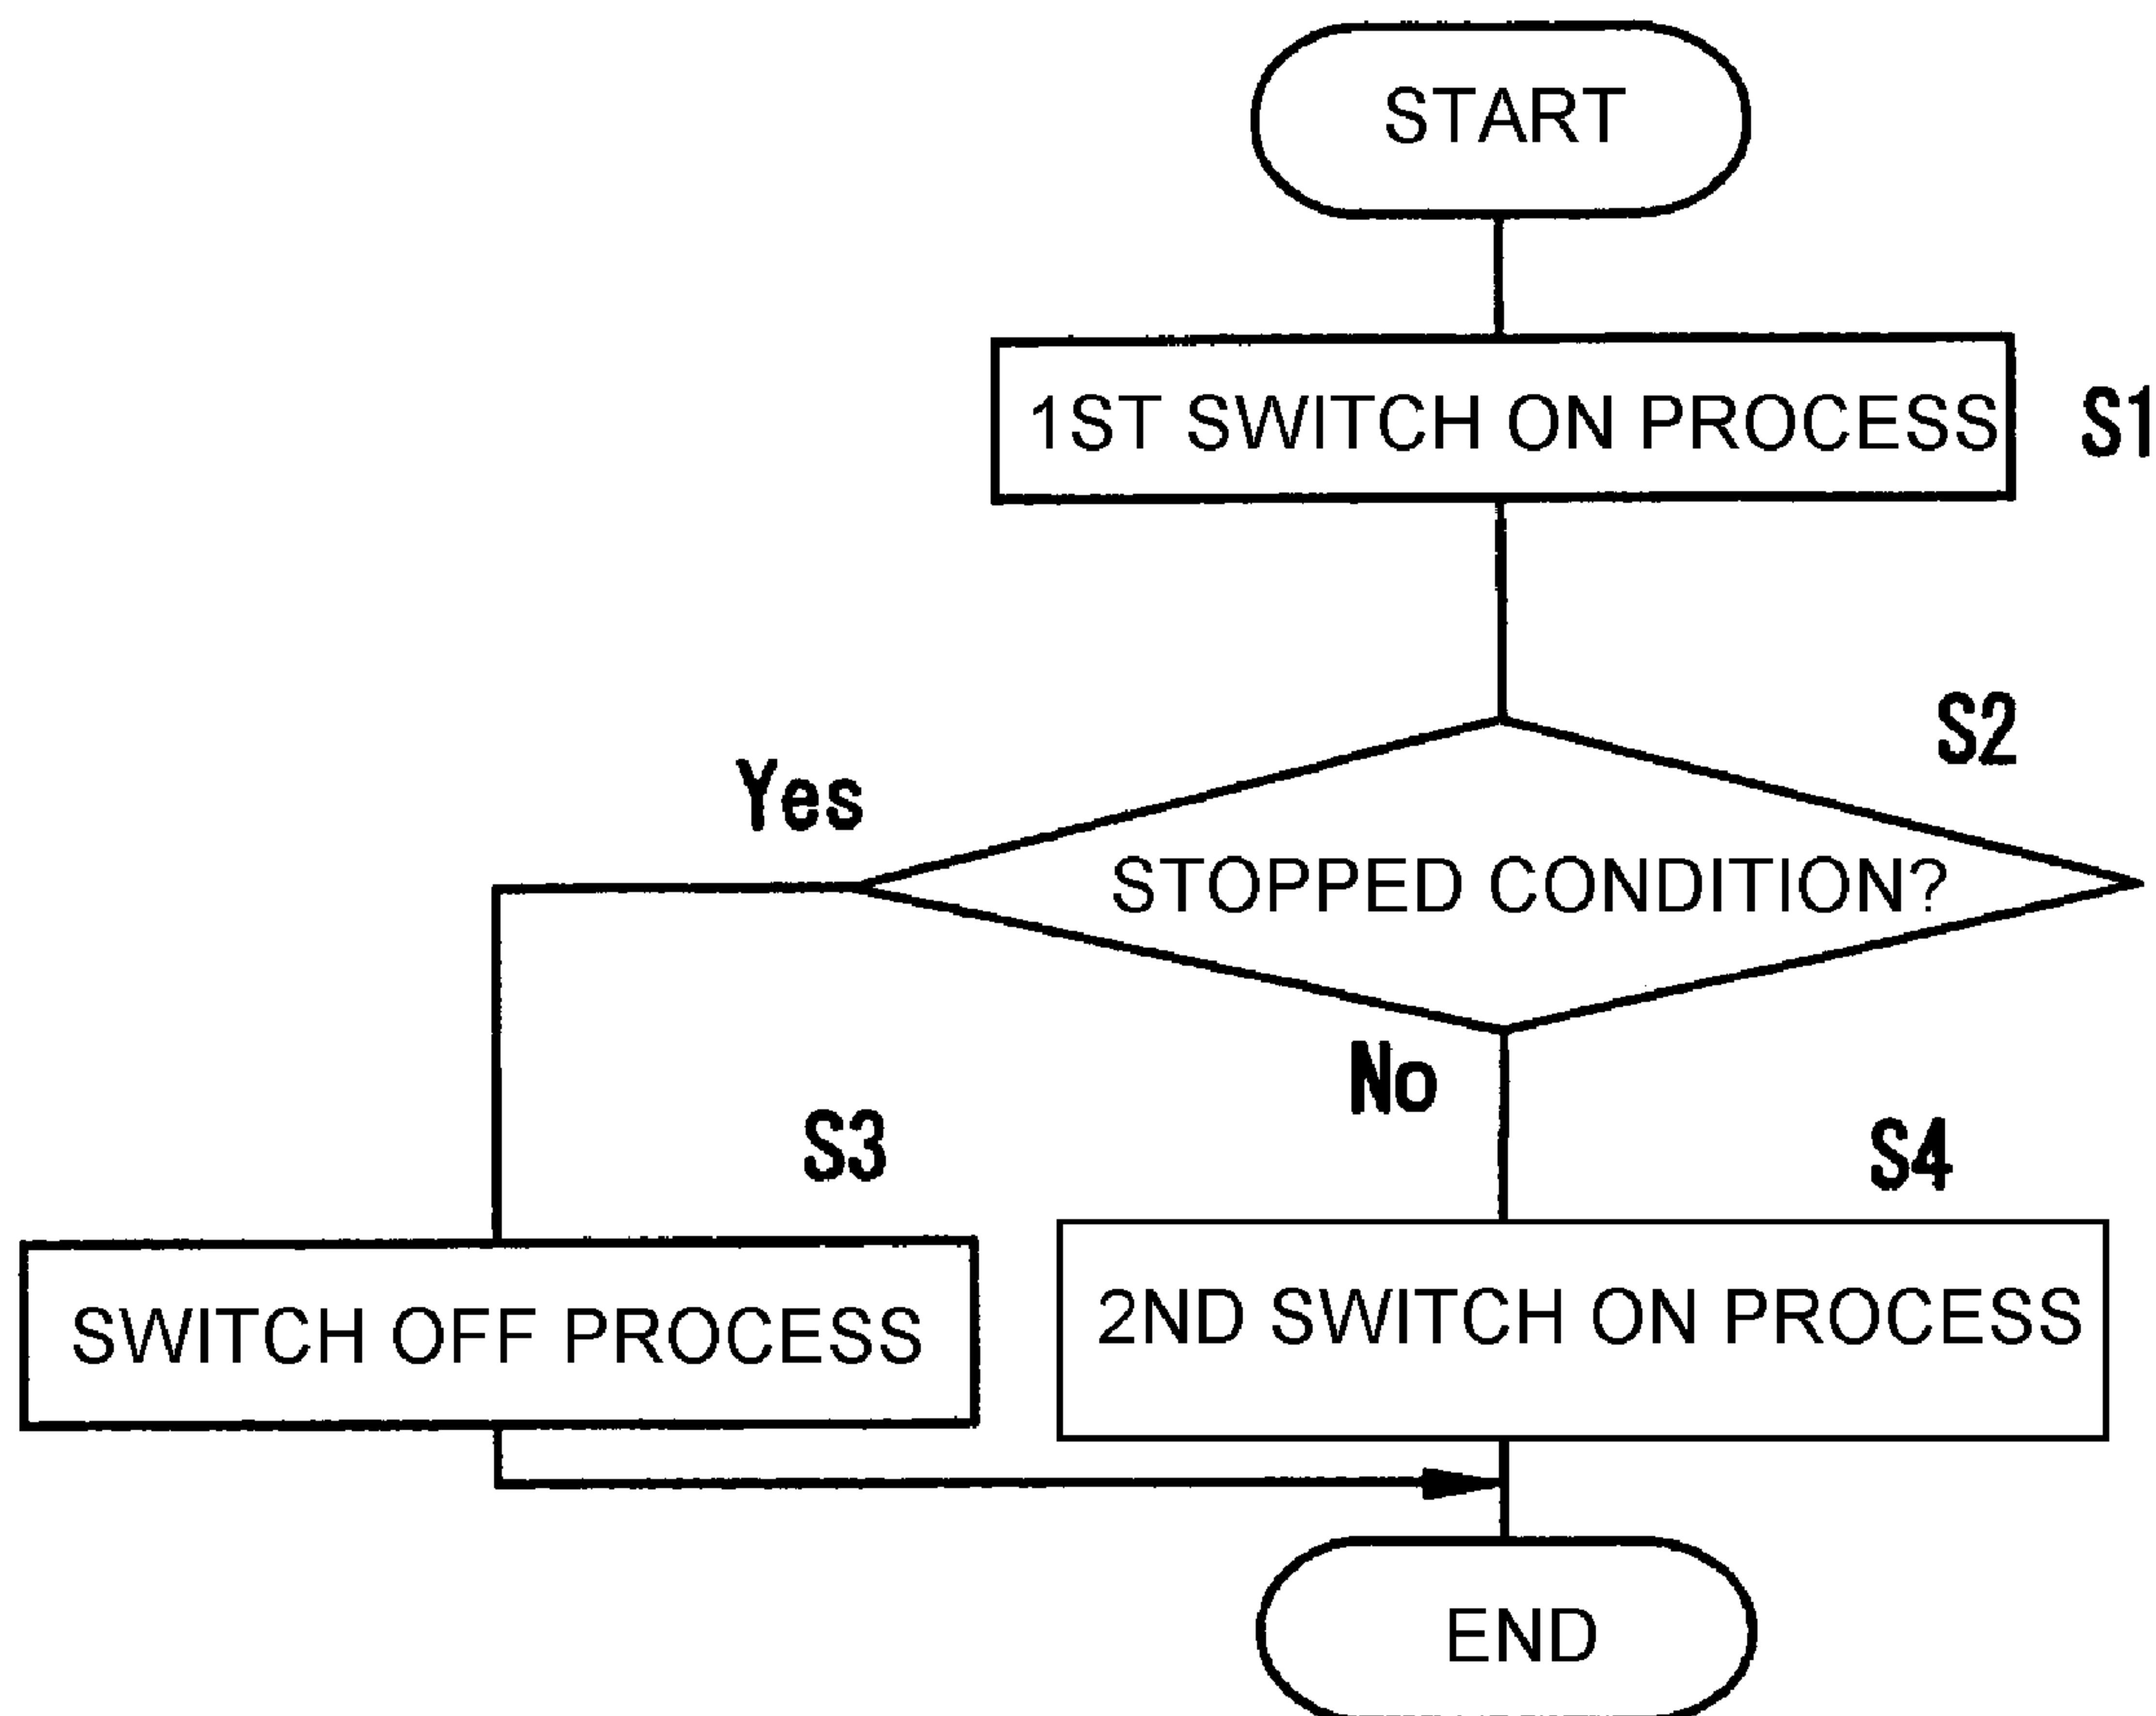 START
1ST SWITCH ON PROCESS
S1
S2
Yes
STOPPED CONDITION?
No
S3
S4
SWITCH OFF PROCESS
2ND SWITCH ON PROCESS
END